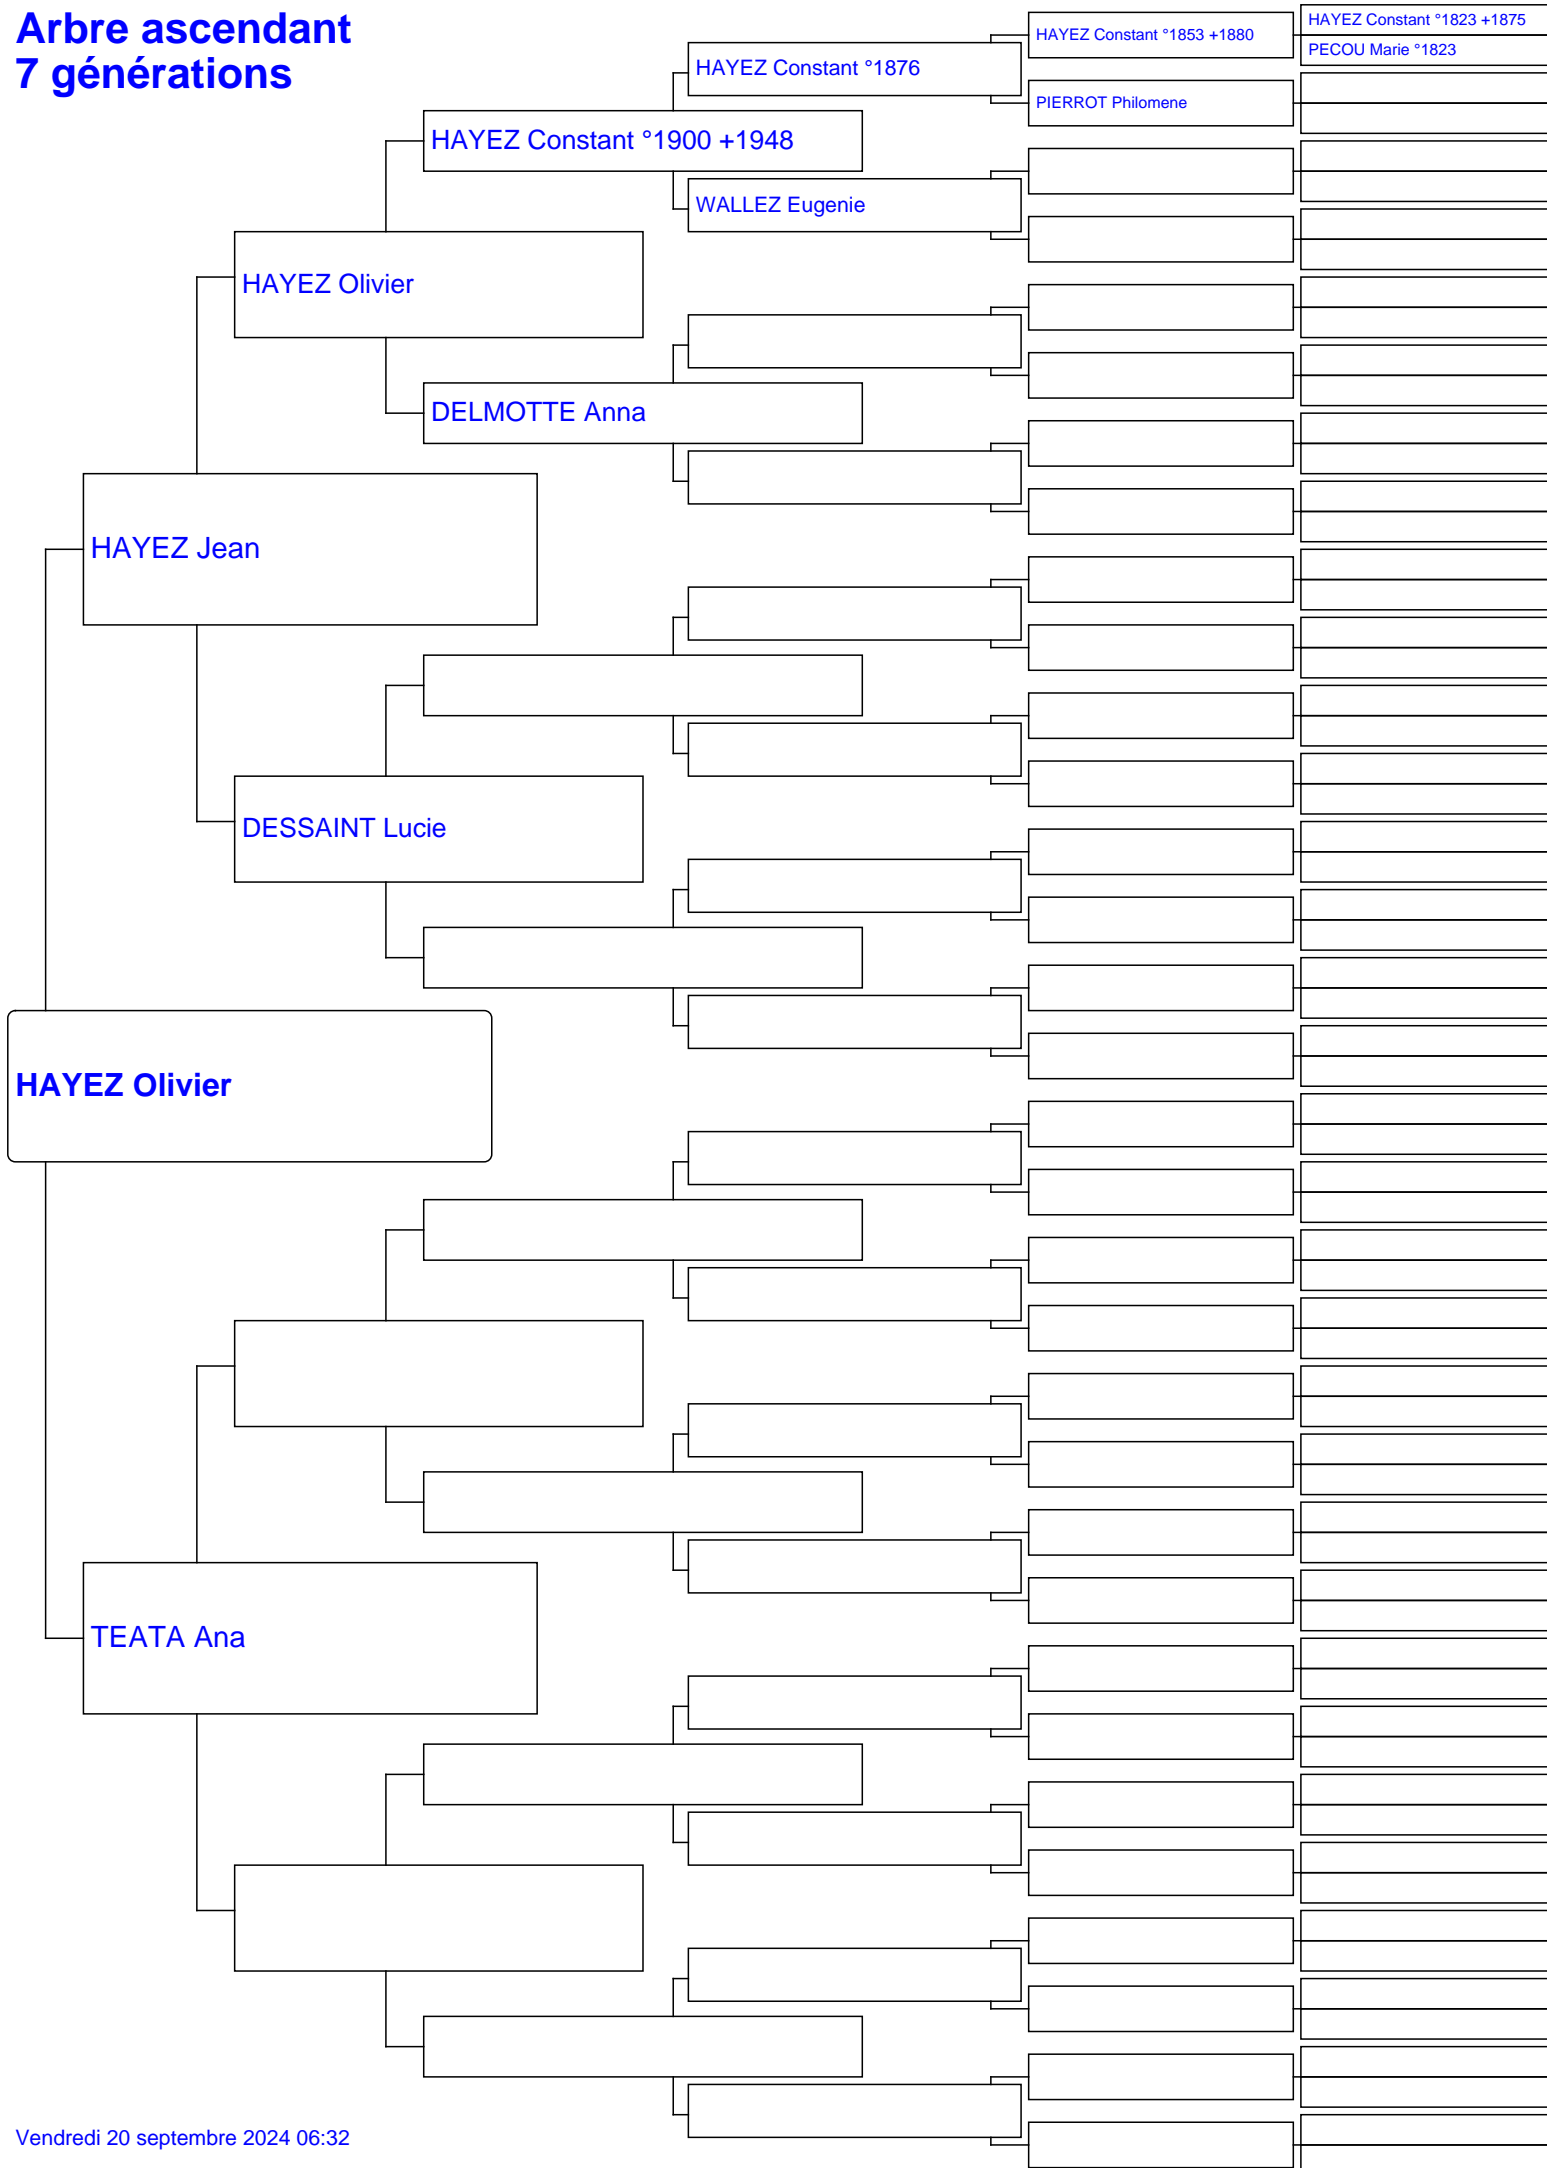 Arbre ascendant
7 générations
HAYEZ Constant °1823 +1875
PECOU Marie °1823
HAYEZ Constant °1853 +1880
HAYEZ Constant °1876
PIERROT Philomene
HAYEZ Constant °1900 +1948
WALLEZ Eugenie
HAYEZ Olivier
DELMOTTE Anna
HAYEZ Jean
DESSAINT Lucie
HAYEZ Olivier
TEATA Ana
Vendredi 20 septembre 2024 06:32